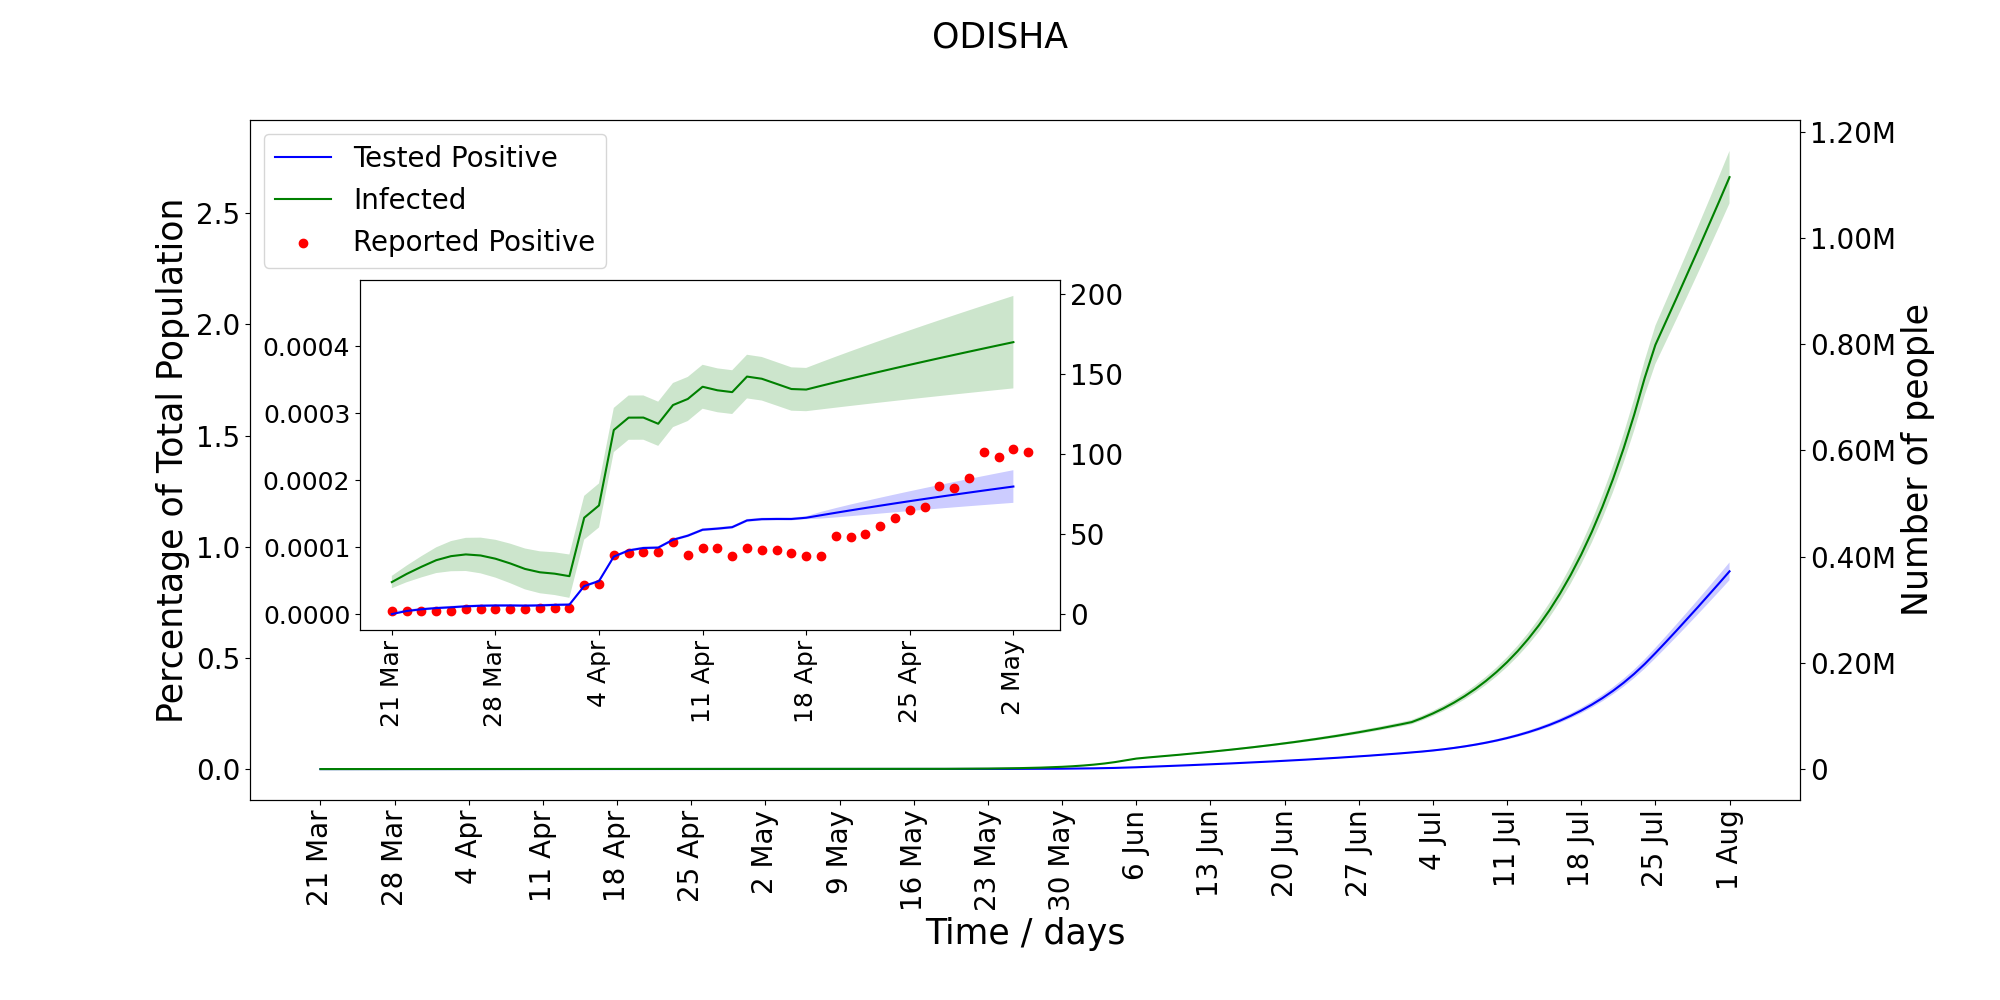 ODISHA
Tested Positive
Infected
Reported Positive
Percentage of Total Population
2.5
2.0
1.5
1.0
0.5
0.0
1.20M
1.00M
0.80M
0.60M
0.40M
0.20M
0
Number of people
0.0004
0.0003
0.0002
0.0001
0.0000
200
150
100
50
0
21 Mar
28 Mar
4 Apr
11 Apr
18 Apr
25 Apr
2 May
21 Mar
28 Mar
4 Apr
11 Apr
18 Apr
25 Apr
2 May
9 May
16 May
23 May
30 May
6 Jun
13 Jun
20 Jun
27 Jun
4 Jul
11 Jul
18 Jul
25 Jul
1 Aug
Time / days